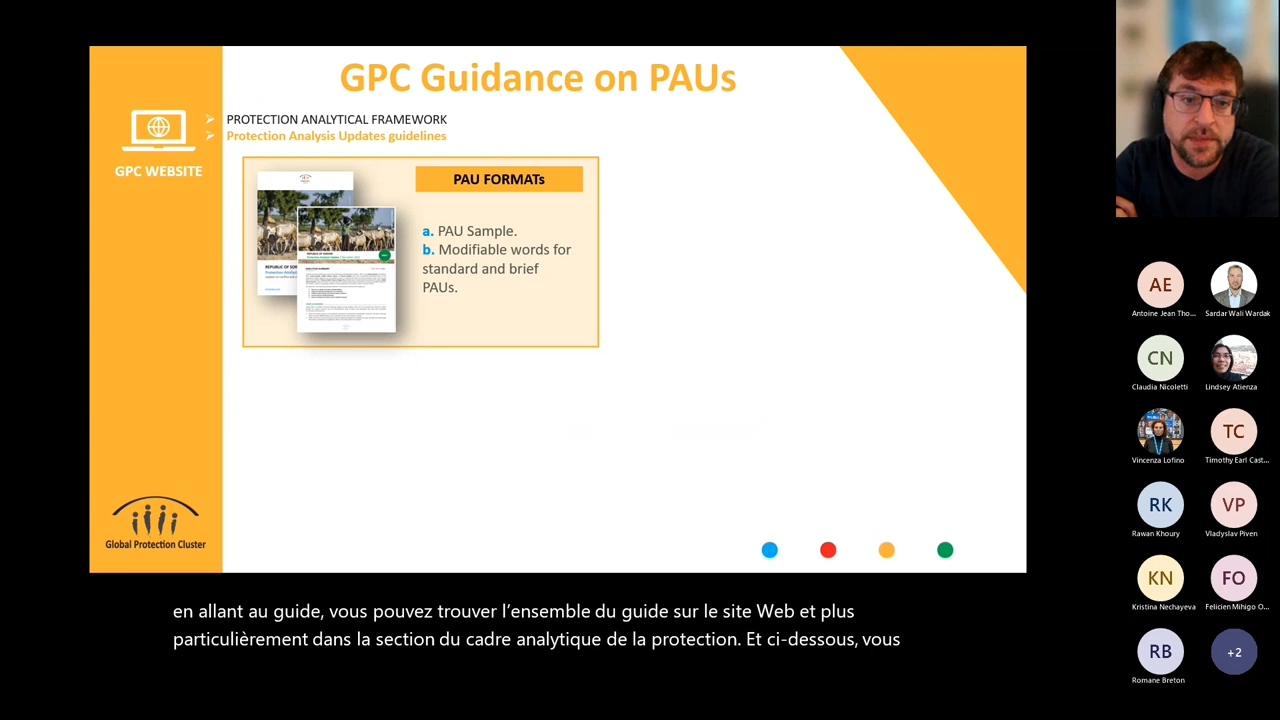 GPC Guidance on PAUs
PROTECTION ANALYTICAL FRAMEWORK
Protection Analysis Updates guidelines
GPC WEBSITE
PAU FORMATs
a. PAU Sample.
b. Modifiable words for
standard and brief
PAUs.
Global Protection Cluster
en allant au guide, vous pouvez trouver l’ensemble du guide sur le site Web et plus
particulièrement dans la section du cadre analytique de la protection. Et ci-dessous, vous
AE
Antoine Jean Tho...
Sardar Wali Wardak
CN
Claudia Nicoletti
Lindsey Atienza
Vincenza Lofino
TC
Timothy Earl Cast...
RK
Rawan Khoury
VP
Vladyslav Piven
KN
Kristina Nechayeva
FO
Felicien Mihigo O...
RB
Romane Breton
+2